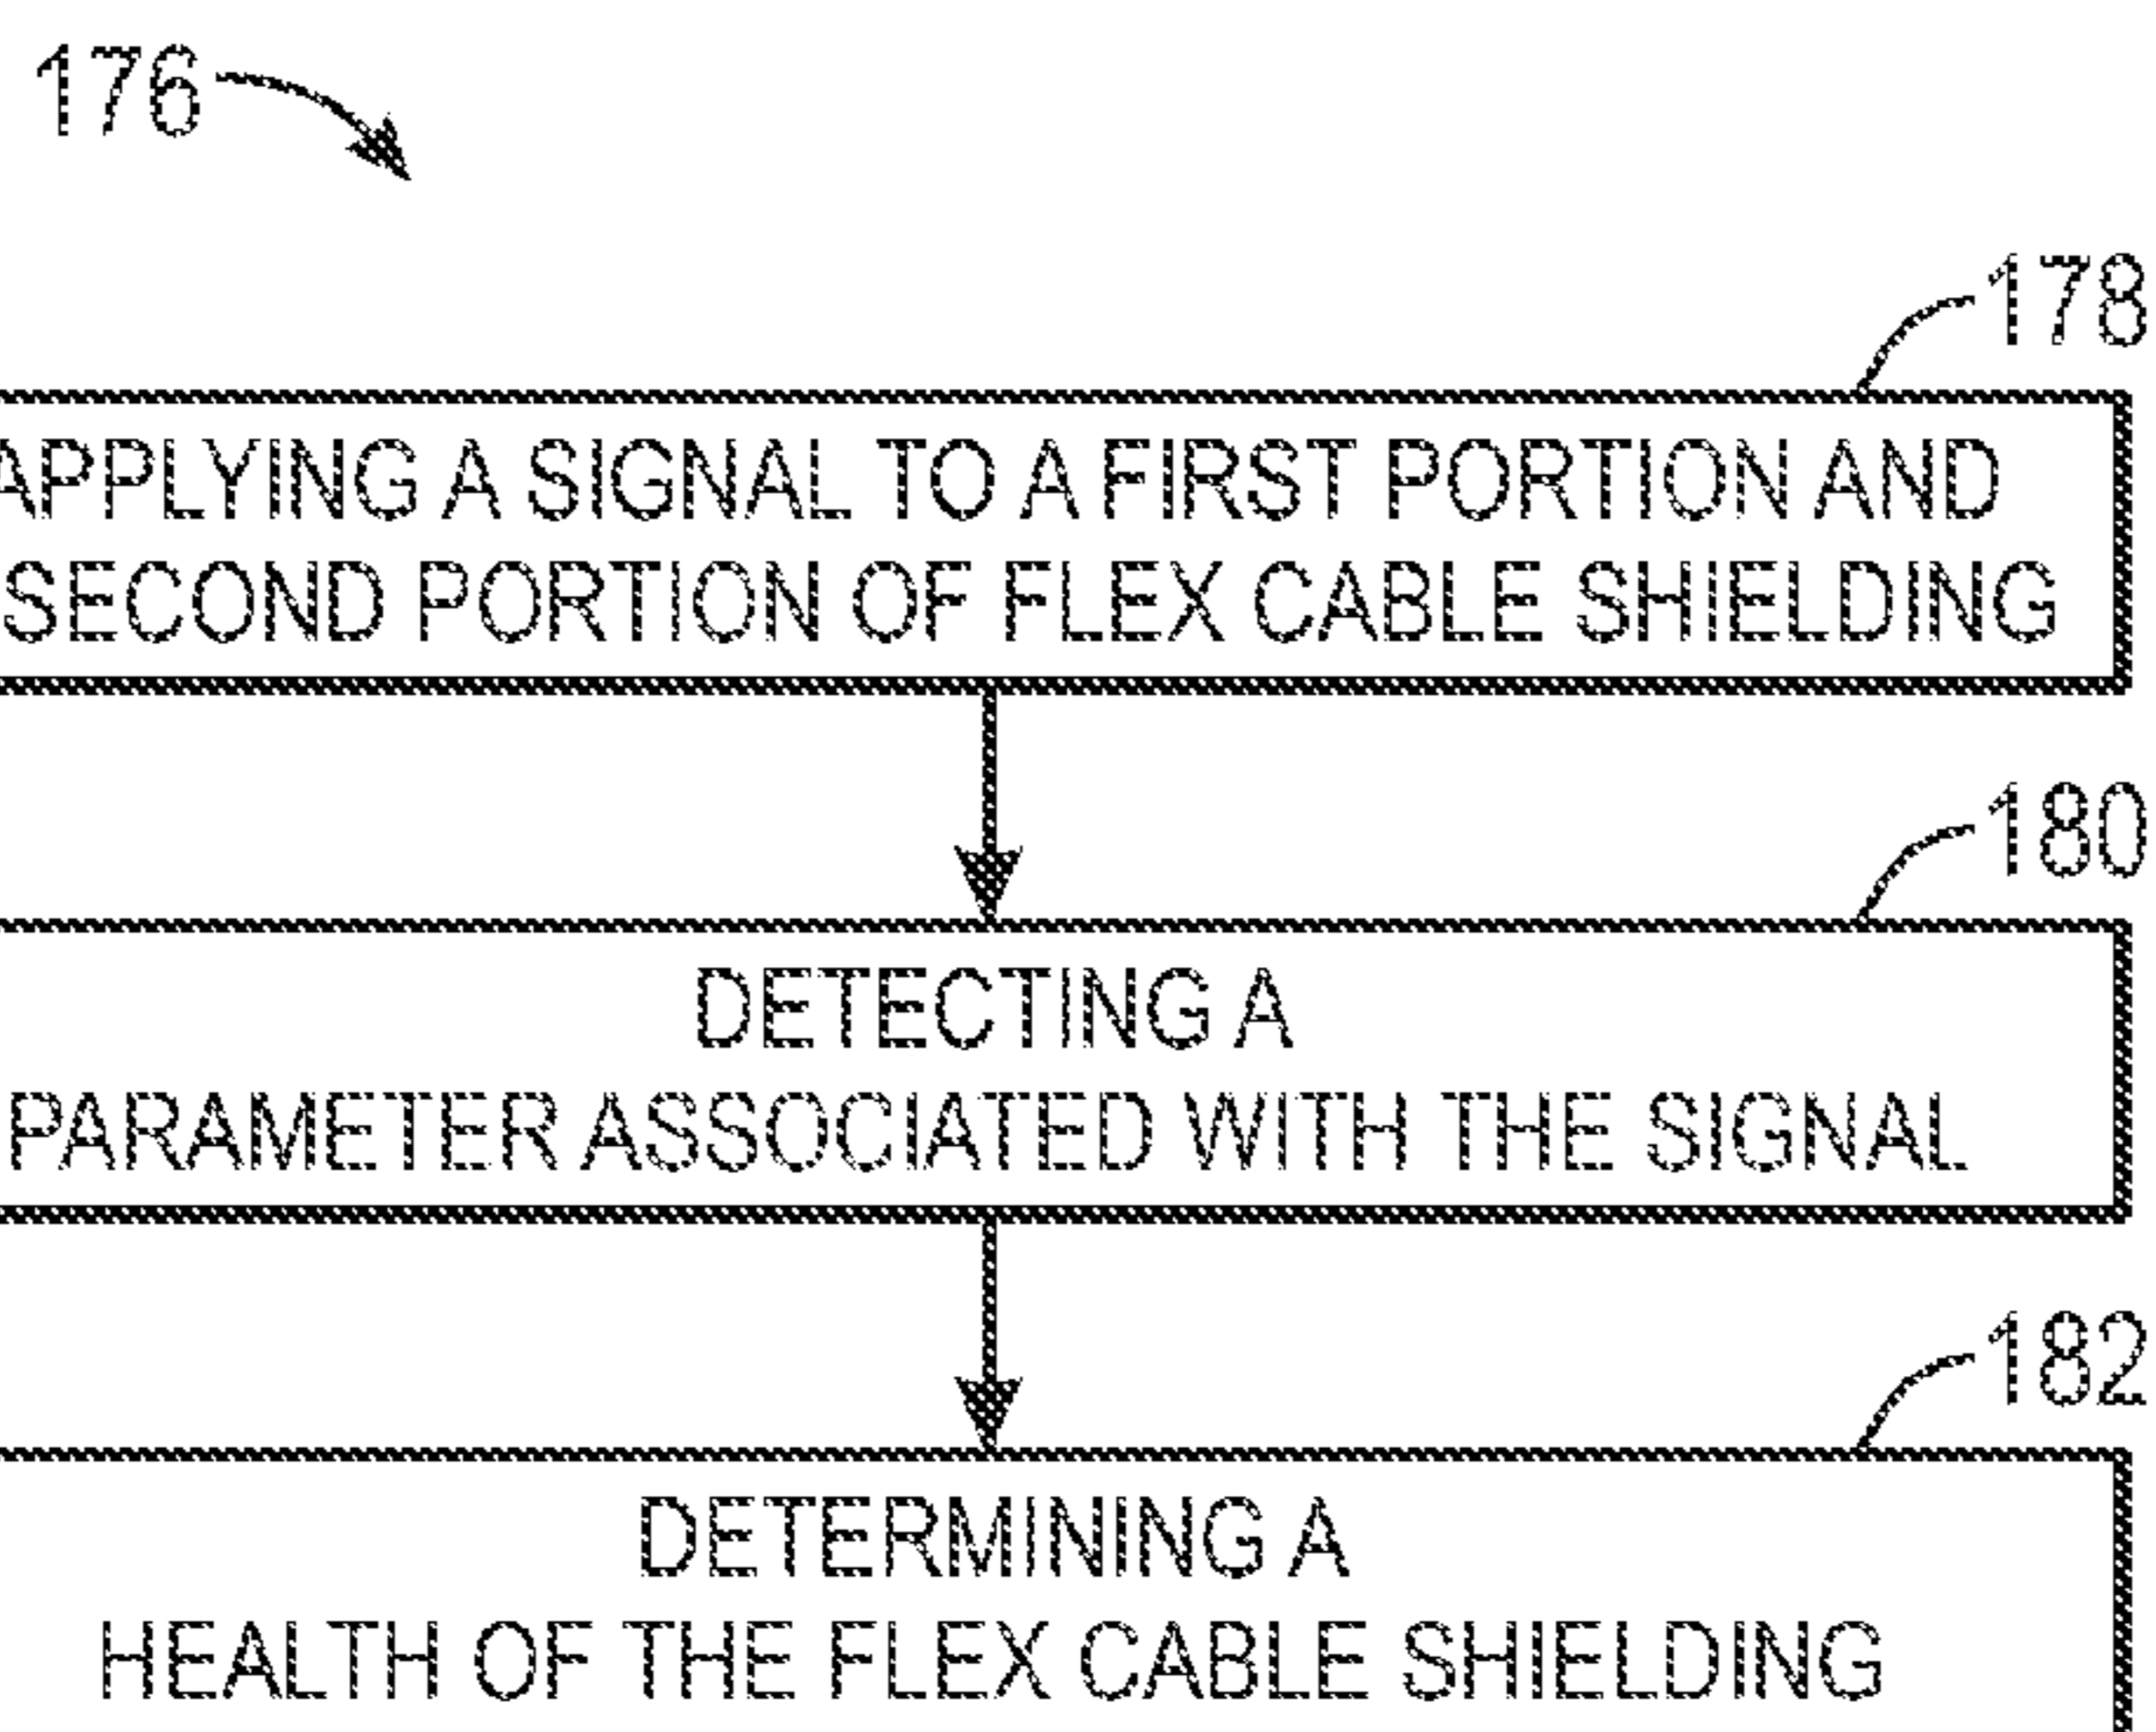 176
178
APPLYING A SIGNAL TO A FIRST PORTION AND
SECOND PORTION OF FLEX CABLE SHIELDING
180
DETECTING A
PARAMETER ASSOCIATED WITH THE SIGNAL
182
DETERMINING A
HEALTH OF THE FLEX CABLE SHIELDING